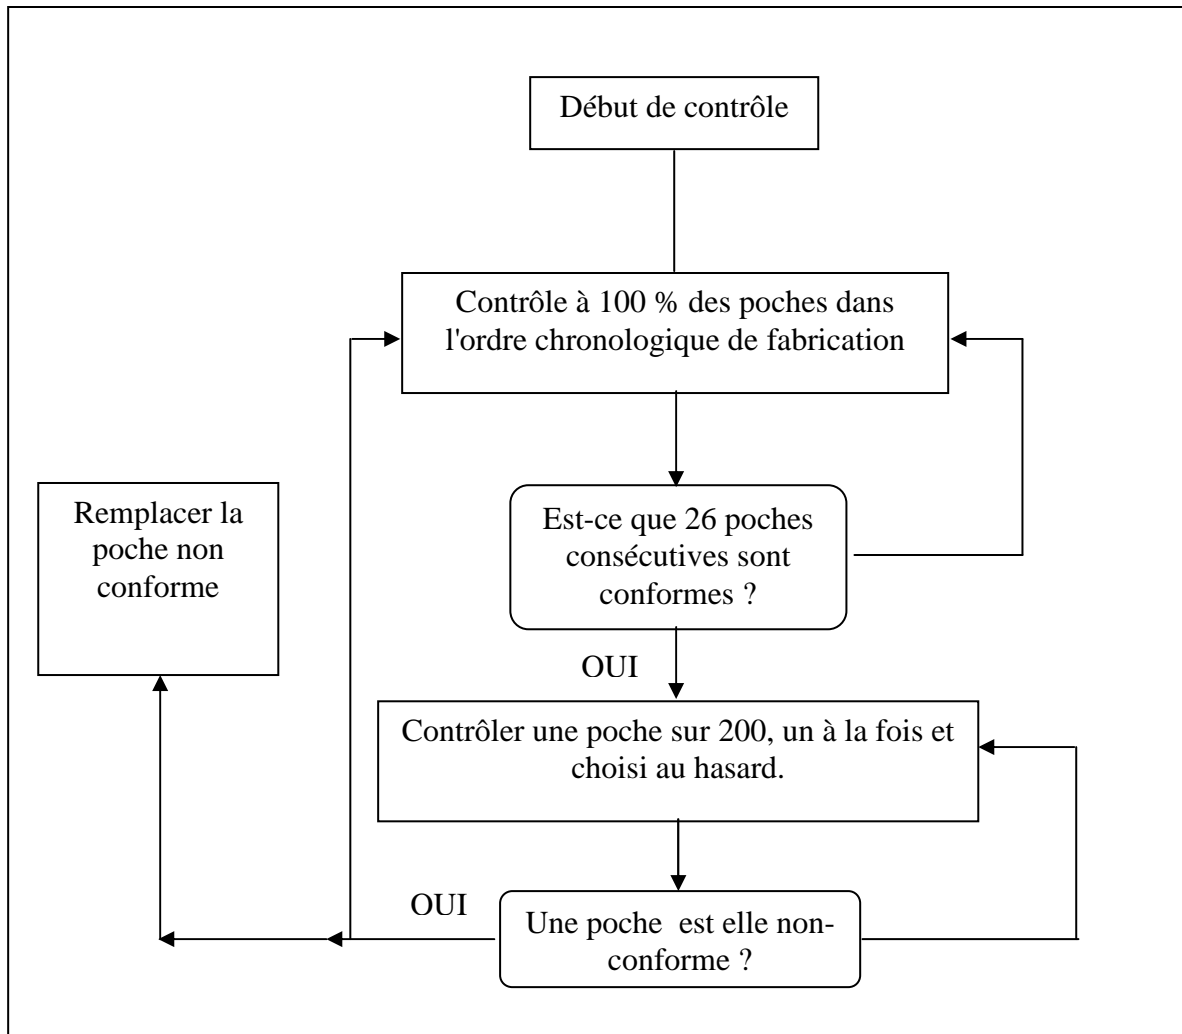 Début de contrôle
Contrôle à 100 % des poches dans
l'ordre chronologique de fabrication
Remplacer la
poche non
conforme
Est-ce que 26 poches
consécutives sont
conformes ?
OUI
Contrôler une poche sur 200, un à la fois et
choisi au hasard.
OUI
Une poche  est elle non-
conforme ?